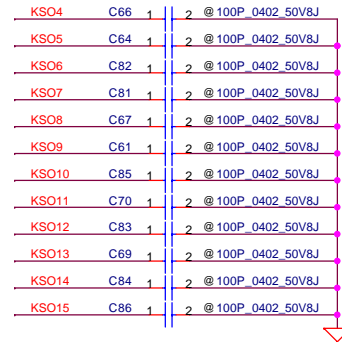 KSO4 C66 1 2 @100P_0402_50V8J
KSO5 C64 1 2 @100P_0402_50V8J
KSO6 C82 1 2 @100P_0402_50V8J
KSO7 C81 1 2 @100P_0402_50V8J
KSO8 C67 1 2 @100P_0402_50V8J
KSO9 C61 1 2 @100P_0402_50V8J
KSO10 C85 1 2 @100P_0402_50V8J
KSO11 C70 1 2 @100P_0402_50V8J
KSO12 C83 1 2 @100P_0402_50V8J
KSO13 C69 1 2 @100P_0402_50V8J
KSO14 C84 1 2 @100P_0402_50V8J
KSO15 C86 1 2 @100P_0402_50V8J